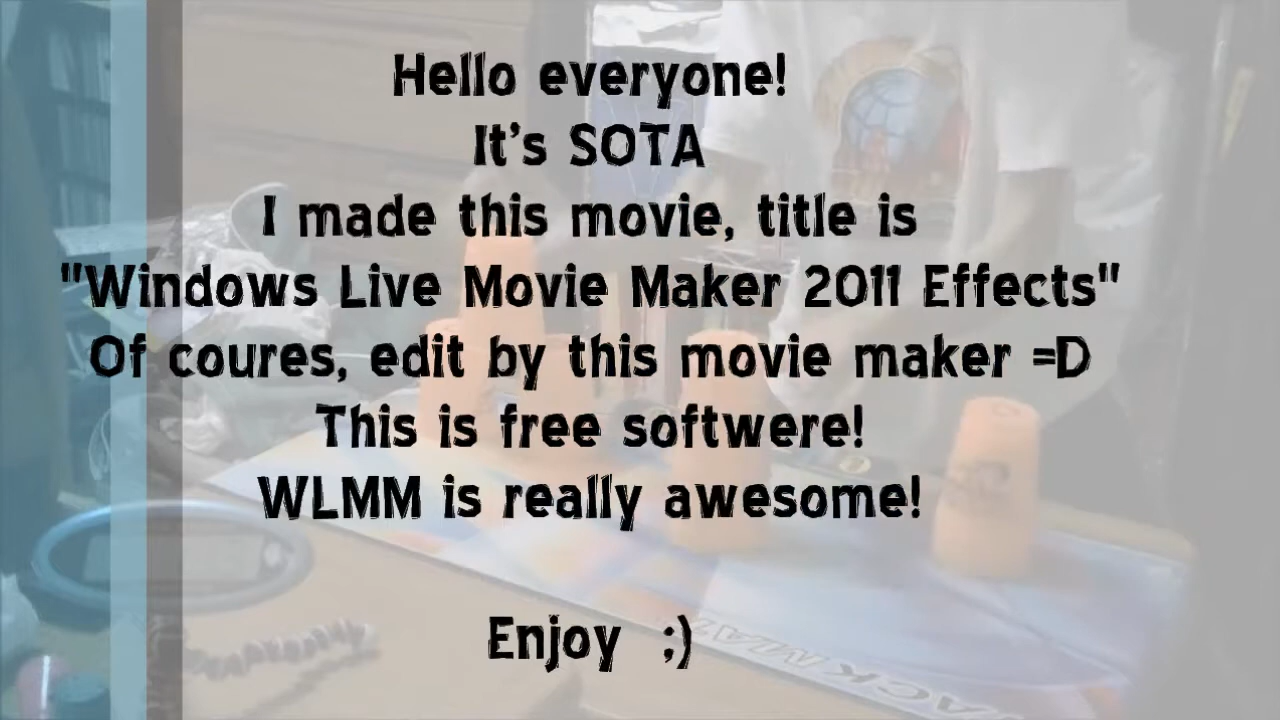 Hello everyone!
It's SOTA
I made this movie, title is
"Windows Live Movie Maker 2011 Effects"
Of coures, edit by this movie maker =D
This is free softwere!
WLMM is really awesome!
Enjoy ;)